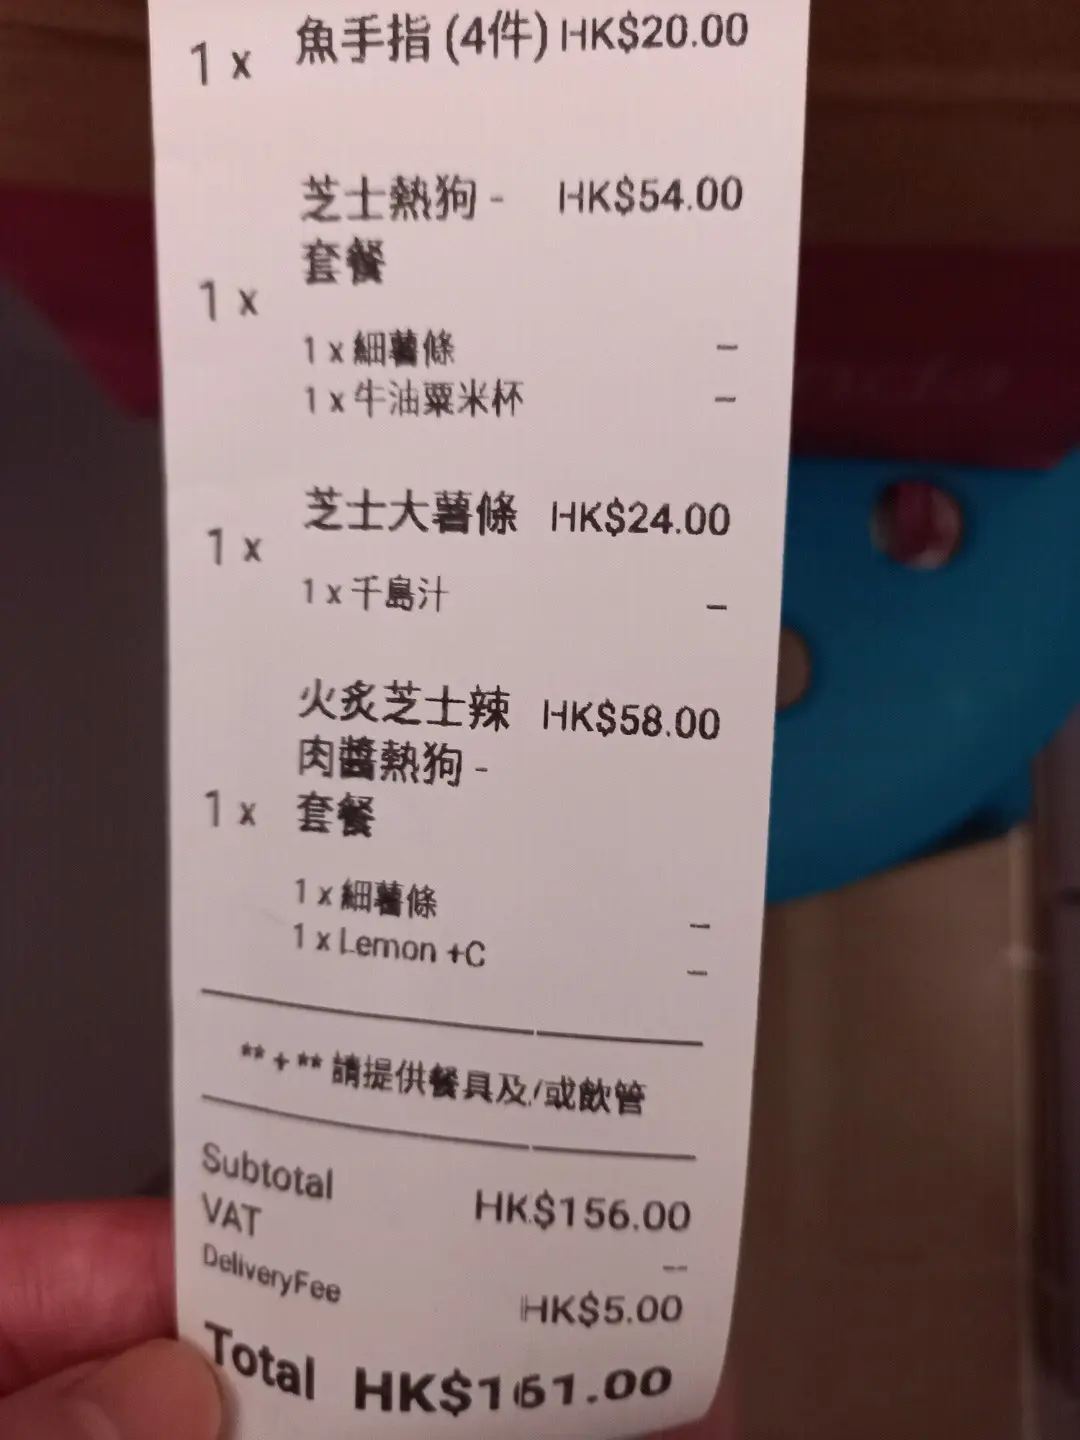 1 x 魚手指 (4件) HK$20.00
芝士熱狗 - HK$54.00
套餐
1 x
1 x 細薯條 –
1 x 牛油粟米杯 –
芝士大薯條 HK$24.00
1 x
1 x 千島汁 –
火炙芝士辣 HK$58.00
肉醬熱狗 -
1 x 套餐
1 x 細薯條 –
1 x Lemon +C –
** + ** 請提供餐具及/或飲管
Subtotal HK$156.00
VAT --
DeliveryFee HK$5.00
Total HK$161.00